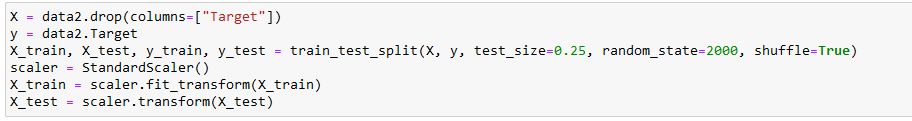 X = data2.drop(columns=["Target"])
y = data2.Target
X_train, X_test, y_train, y_test = train_test_split(X, y, test_size=0.25, random_state=2000, shuffle=True)
scaler = StandardScaler()
X_train = scaler.fit_transform(X_train)
X_test = scaler.transform(X_test)